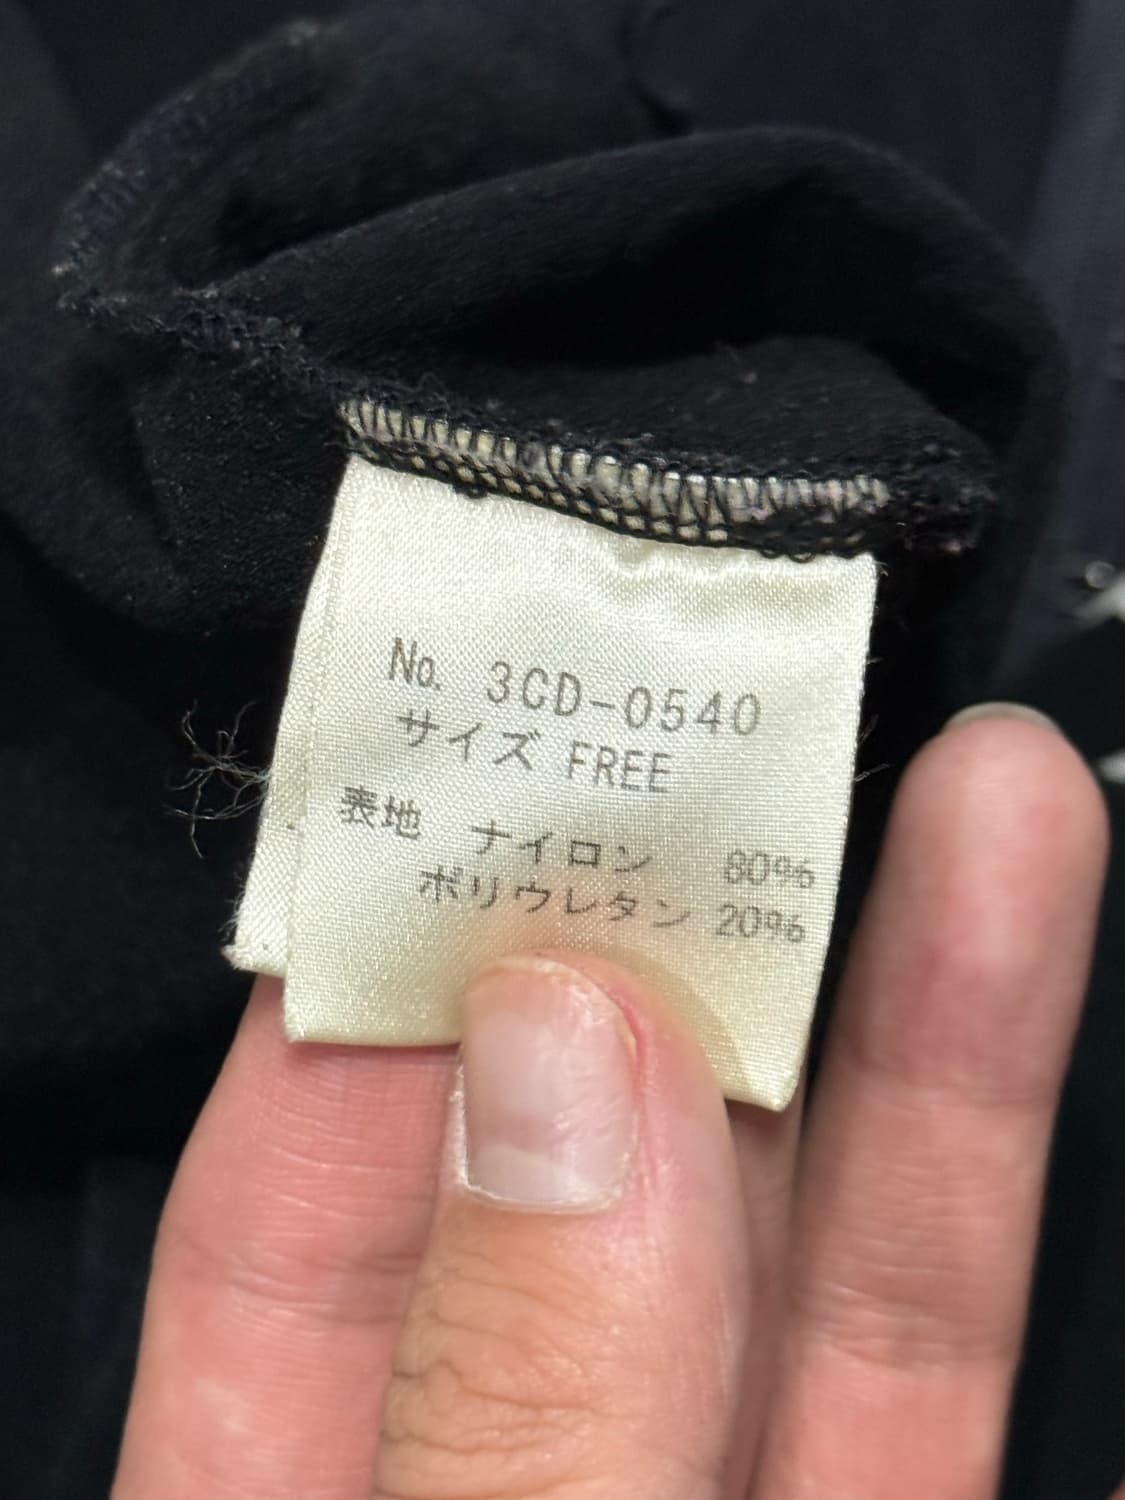 No. 3CD-0540
サイズ FREE
表地 ナイロン 80%
ポリウレタン 20%